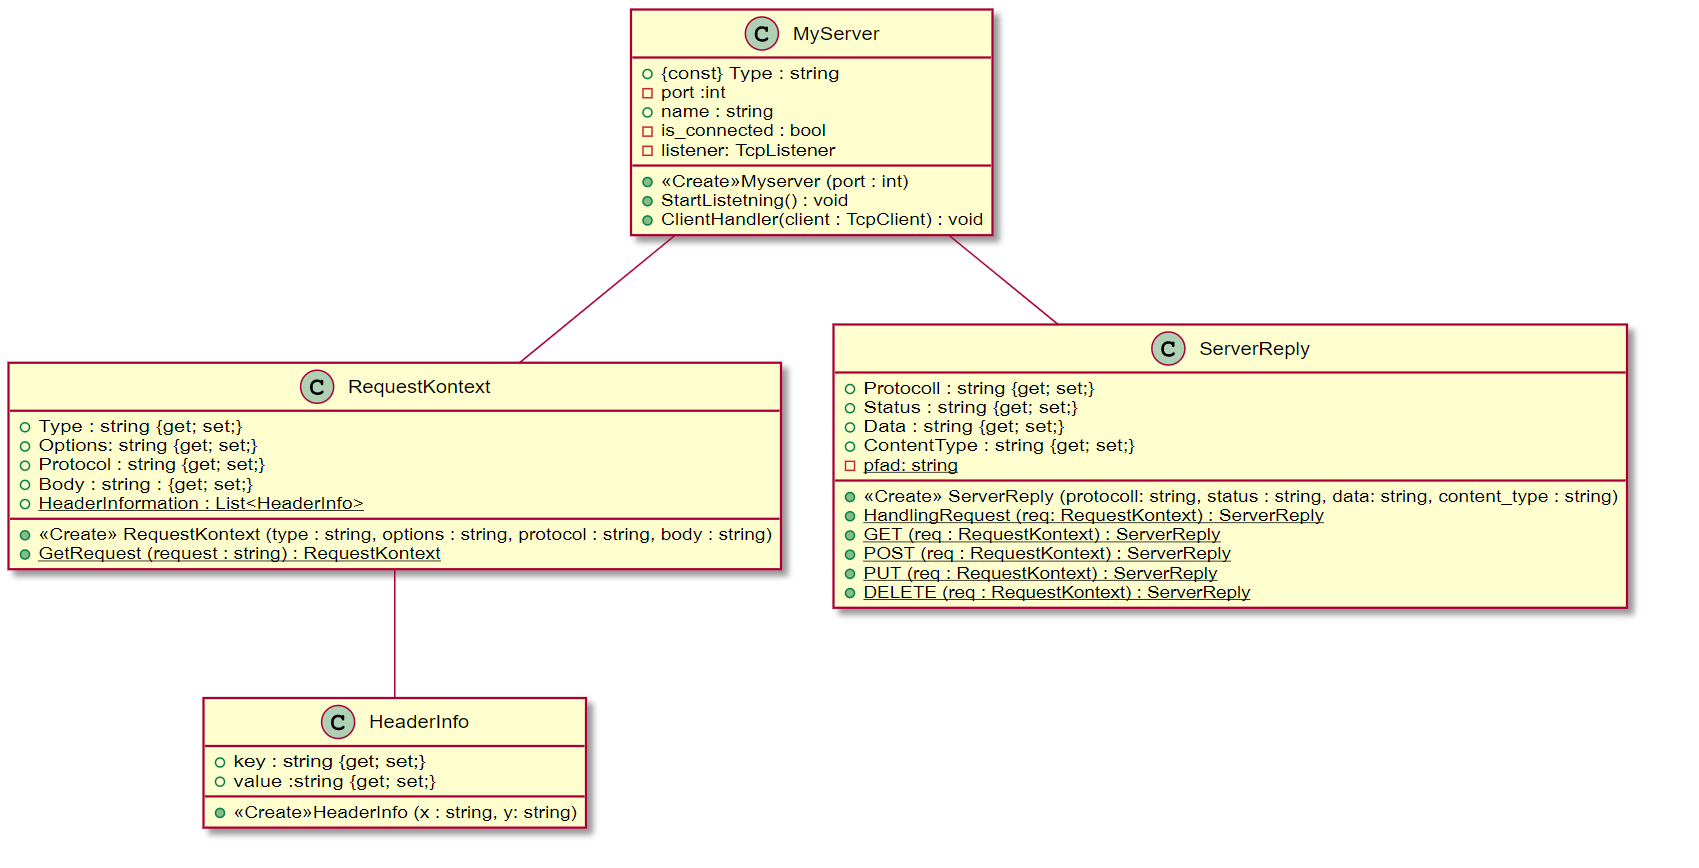 C MyServer
{const} Type : string
port :int
name : string
is_connected : bool
listener: TcpListener
«Create»Myserver (port : int)
StartListetning() : void
ClientHandler(client : TcpClient) : void
C RequestKontext
Type : string {get; set;}
Options: string {get; set;}
Protocol : string {get; set;}
Body : string : {get; set;}
HeaderInformation : List<HeaderInfo>
«Create» RequestKontext (type : string, options : string, protocol : string, body : string)
GetRequest (request : string) : RequestKontext
C ServerReply
Protocoll : string {get; set;}
Status : string {get; set;}
Data : string {get; set;}
ContentType : string {get; set;}
pfad: string
«Create» ServerReply (protocoll: string, status : string, data: string, content_type : string)
HandlingRequest (req: RequestKontext) : ServerReply
GET (req : RequestKontext) : ServerReply
POST (req : RequestKontext) : ServerReply
PUT (req : RequestKontext) : ServerReply
DELETE (req : RequestKontext) : ServerReply
C HeaderInfo
key : string {get; set;}
value :string {get; set;}
«Create»HeaderInfo (x : string, y: string)